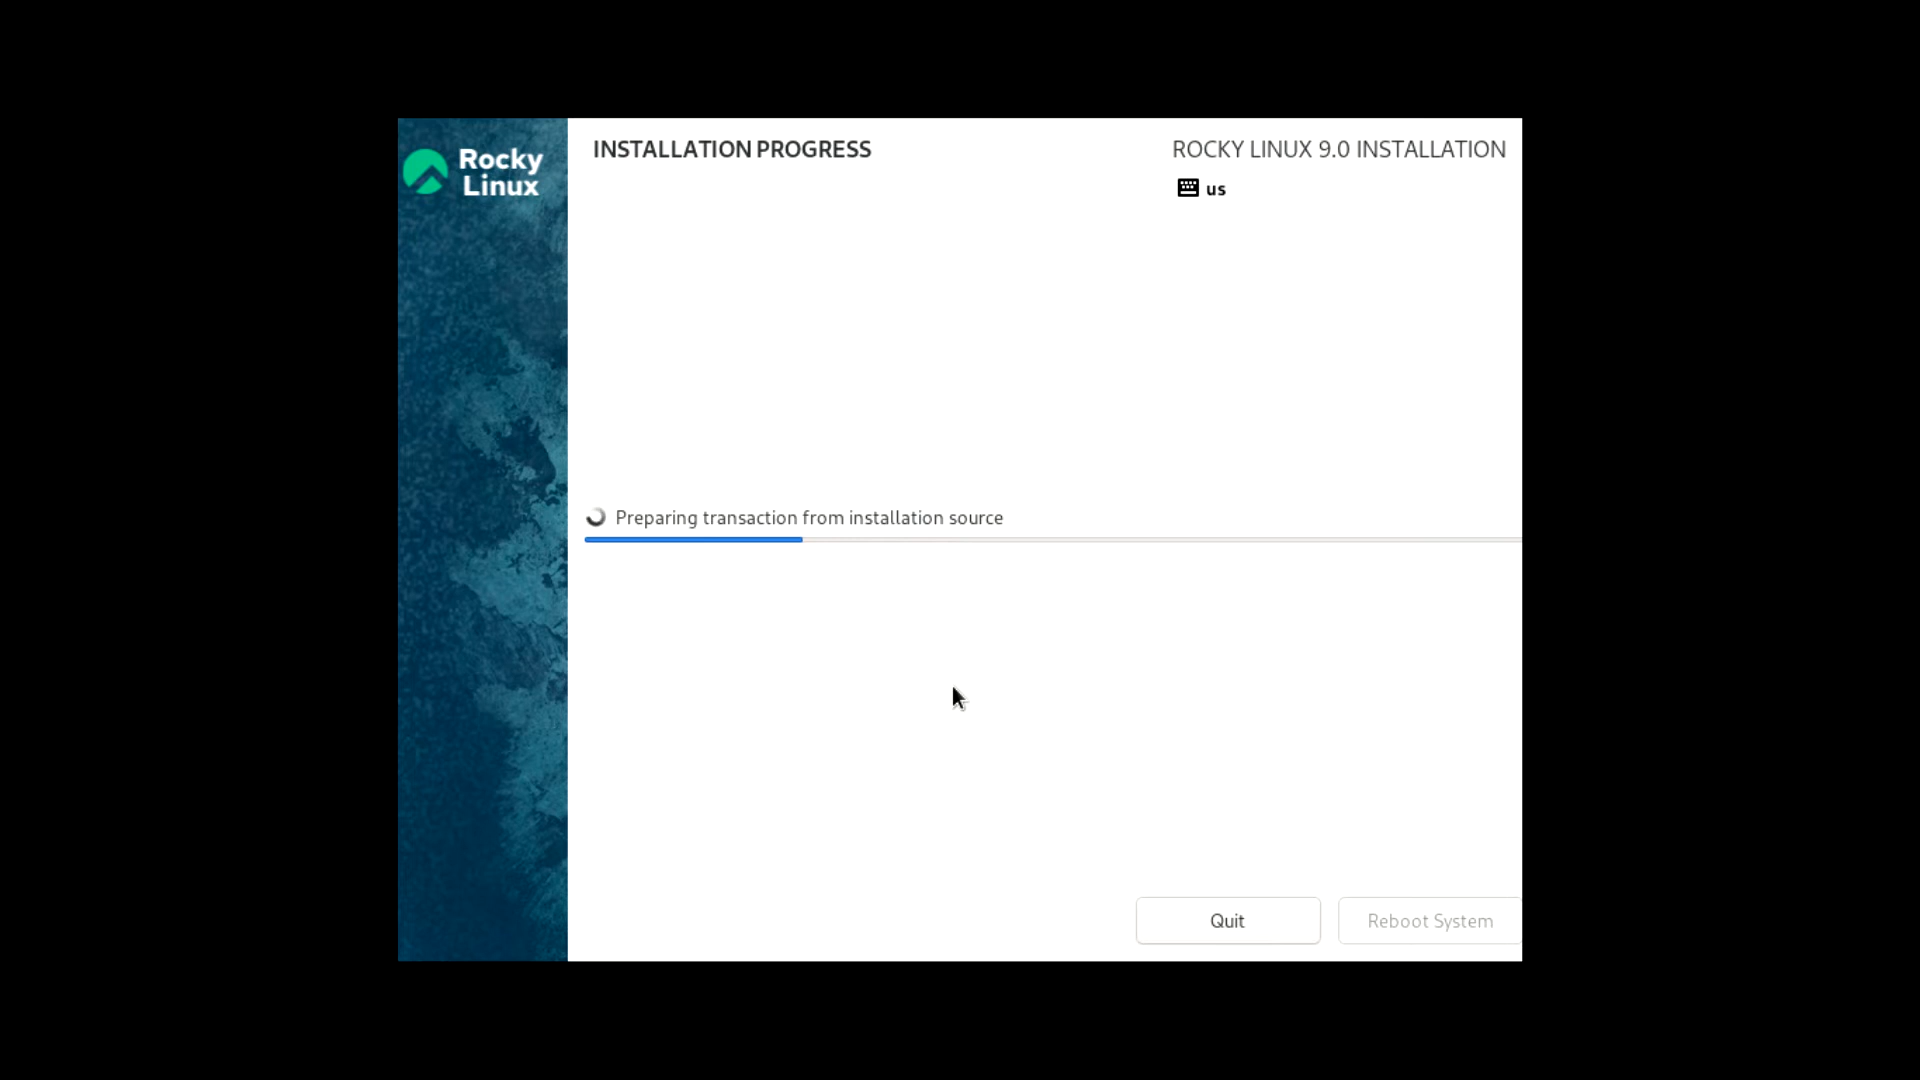 Rocky
Linux
INSTALLATION PROGRESS
ROCKY LINUX 9.0 INSTALLATION
us
Preparing transaction from installation source
Quit
Reboot System